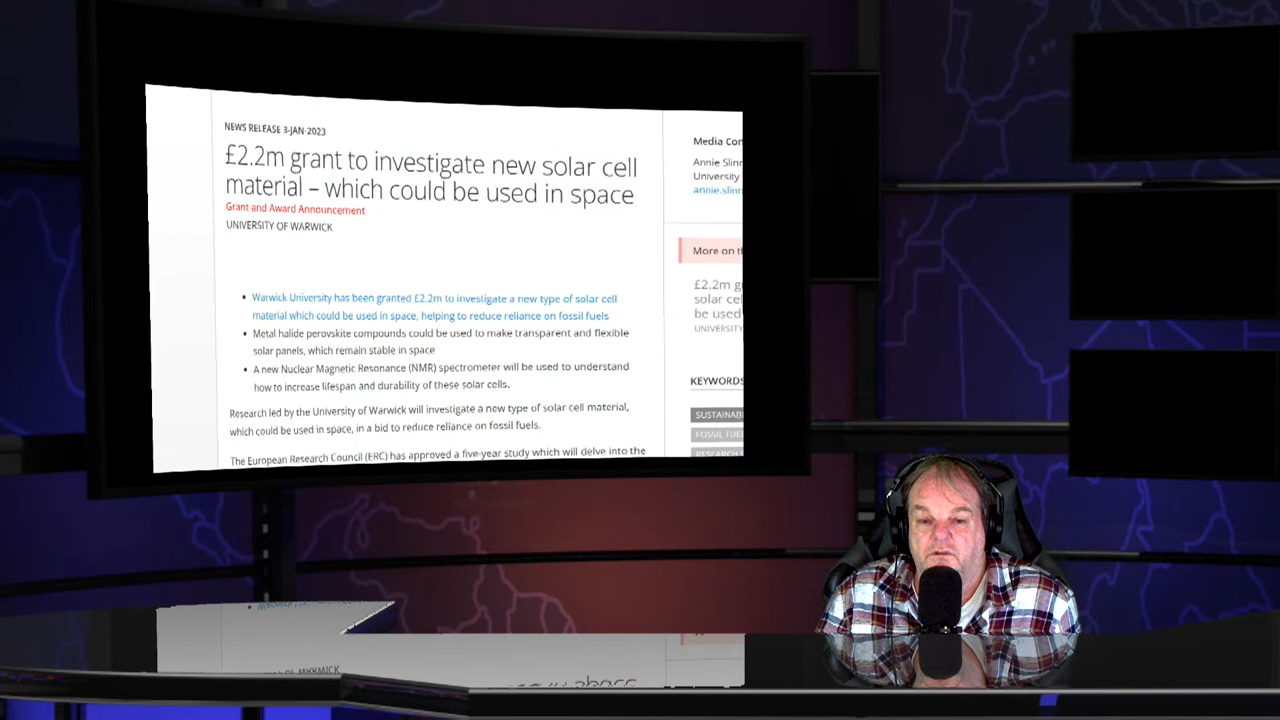 NEWS RELEASE 3-JAN-2023
£2.2m grant to investigate new solar cell
material – which could be used in space
Grant and Award Announcement
UNIVERSITY OF WARWICK
• Warwick University has been granted £2.2m to investigate a new type of solar cell
material which could be used in space, helping to reduce reliance on fossil fuels
• Metal halide perovskite compounds could be used to make transparent and flexible
solar panels, which remain stable in space
• A new Nuclear Magnetic Resonance (NMR) spectrometer will be used to understand
how to increase lifespan and durability of these solar cells.
Research led by the University of Warwick will investigate a new type of solar cell material,
which could be used in space, in a bid to reduce reliance on fossil fuels.
The European Research Council (ERC) has approved a five-year study which will delve into the
Media Con
Annie Slinn
University
annie.slinn
More on th
£2.2m g
solar cel
be used
UNIVERSITY
KEYWORDS
SUSTAINAB
FOSSIL FUE
RESEARCH